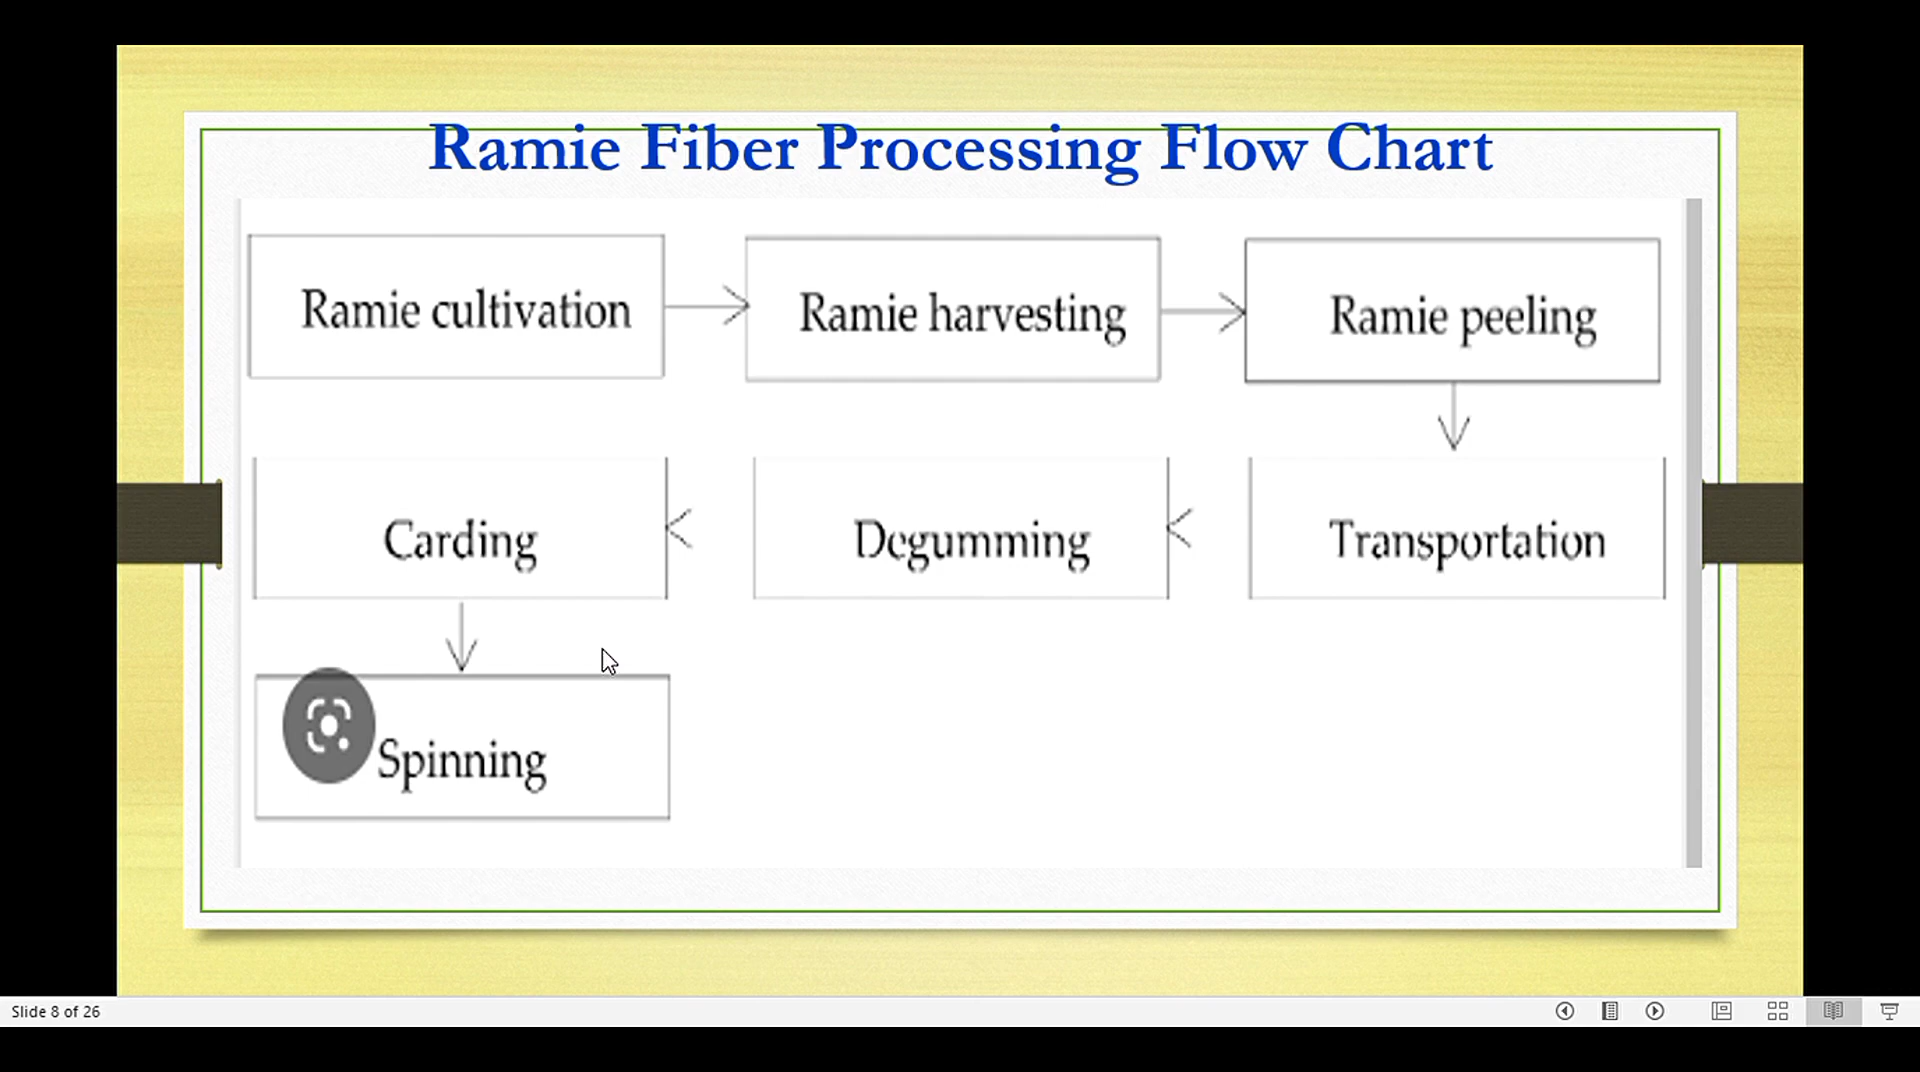 Ramie Fiber Processing Flow Chart
Ramie cultivation
Ramie harvesting
Ramie peeling
Carding
Degumming
Transportation
Spinning
Slide 8 of 26